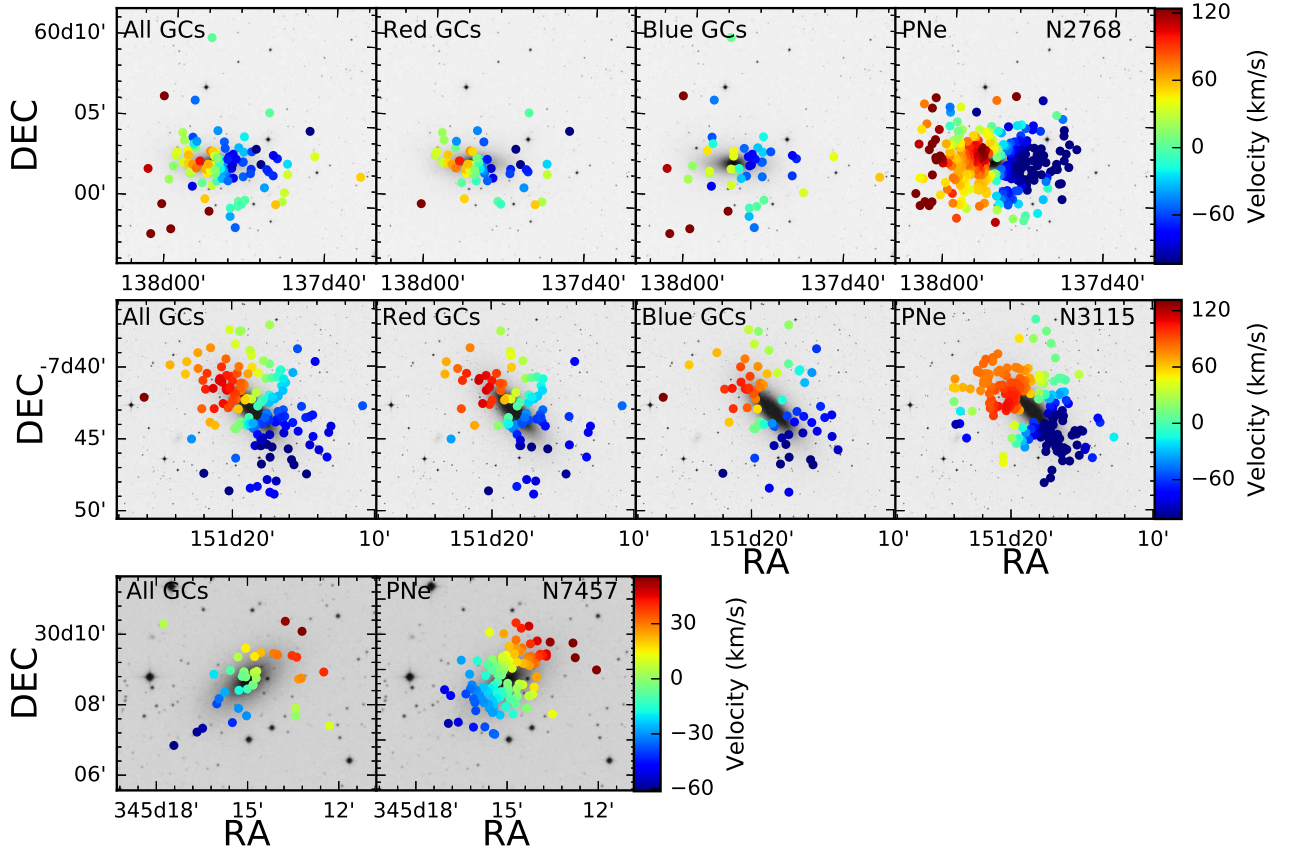 All GCs
Red GCs
Blue GCs
PNe N2768
60d10'
05'
00'
DEC
138d00' 137d40'
138d00' 137d40'
138d00' 137d40'
138d00' 137d40'
120
60
0
−60
Velocity (km/s)
All GCs
Red GCs
Blue GCs
PNe N3115
-7d40'
45'
50'
DEC
151d20' 10'
151d20' 10'
151d20' 10'
151d20' 10'
RA
RA
120
60
0
−60
Velocity (km/s)
All GCs
PNe N7457
30d10'
08'
06'
DEC
345d18' 15' 12'
345d18' 15' 12'
RA
RA
30
0
−30
−60
Velocity (km/s)